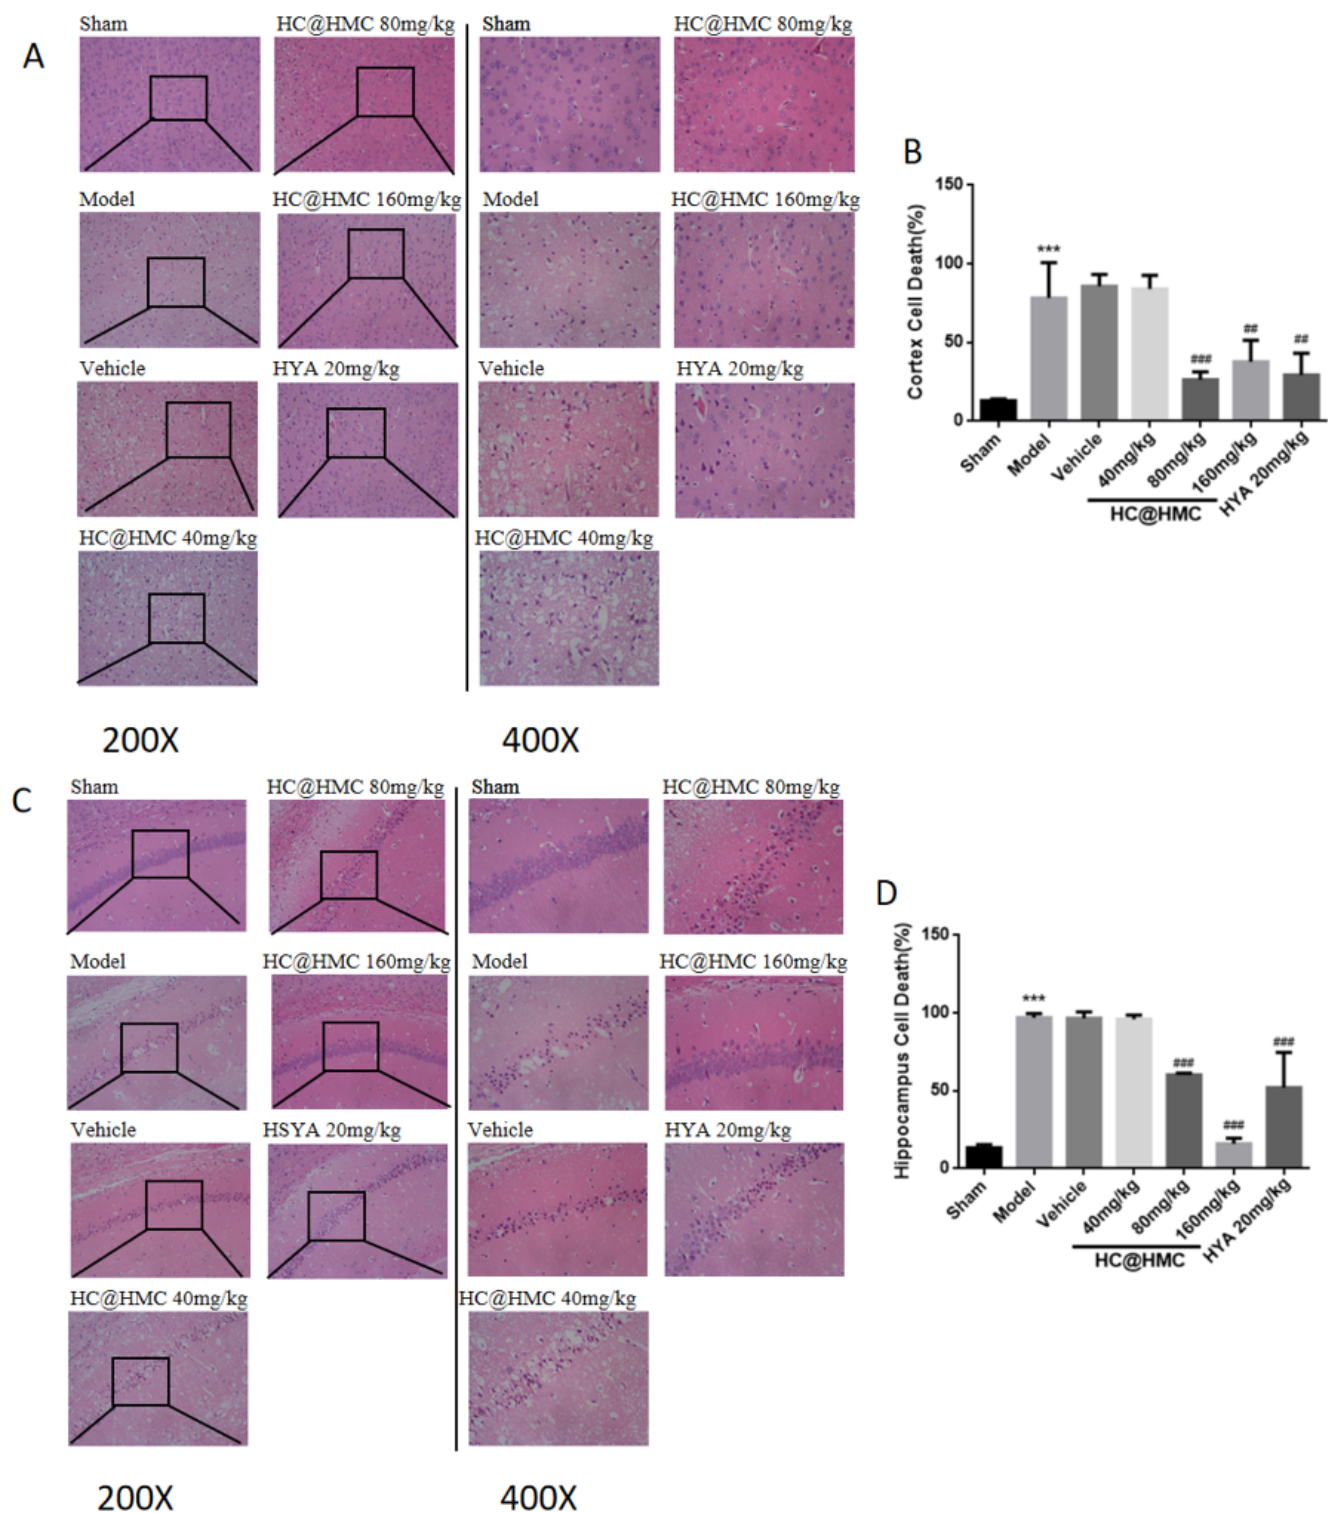 A
Sham
HC@HMC 80mg/kg
Sham
HC@HMC 80mg/kg
Model
HC@HMC 160mg/kg
Model
HC@HMC 160mg/kg
Vehicle
HYA 20mg/kg
Vehicle
HYA 20mg/kg
HC@HMC 40mg/kg
HC@HMC 40mg/kg
200X
400X
B
Cortex Cell Death(%)
150
100
50
0
***
###
##
##
Sham
Model
Vehicle
40mg/kg
80mg/kg
160mg/kg
HYA 20mg/kg
HC@HMC
C
Sham
HC@HMC 80mg/kg
Sham
HC@HMC 80mg/kg
Model
HC@HMC 160mg/kg
Model
HC@HMC 160mg/kg
Vehicle
HSYA 20mg/kg
Vehicle
HYA 20mg/kg
HC@HMC 40mg/kg
HC@HMC 40mg/kg
200X
400X
D
Hippocampus Cell Death(%)
150
100
50
0
***
###
###
###
Sham
Model
Vehicle
40mg/kg
80mg/kg
160mg/kg
HYA 20mg/kg
HC@HMC